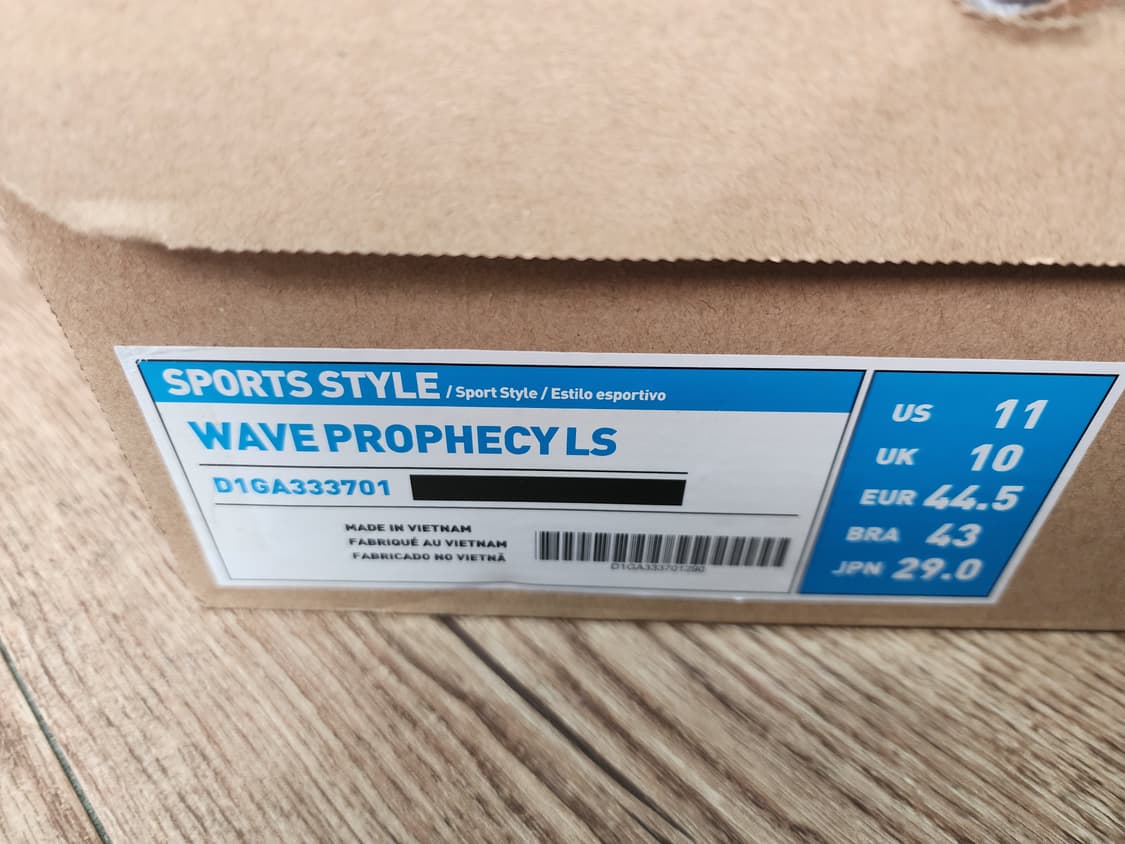 SPORTS STYLE / Sport Style / Estilo esportivo
WAVE PROPHECY LS
D1GA333701
MADE IN VIETNAM
FABRIQUÉ AU VIETNAM
FABRICADO NO VIETNÃ
D1GA333701290
US 11
UK 10
EUR 44.5
BRA 43
JPN 29.0